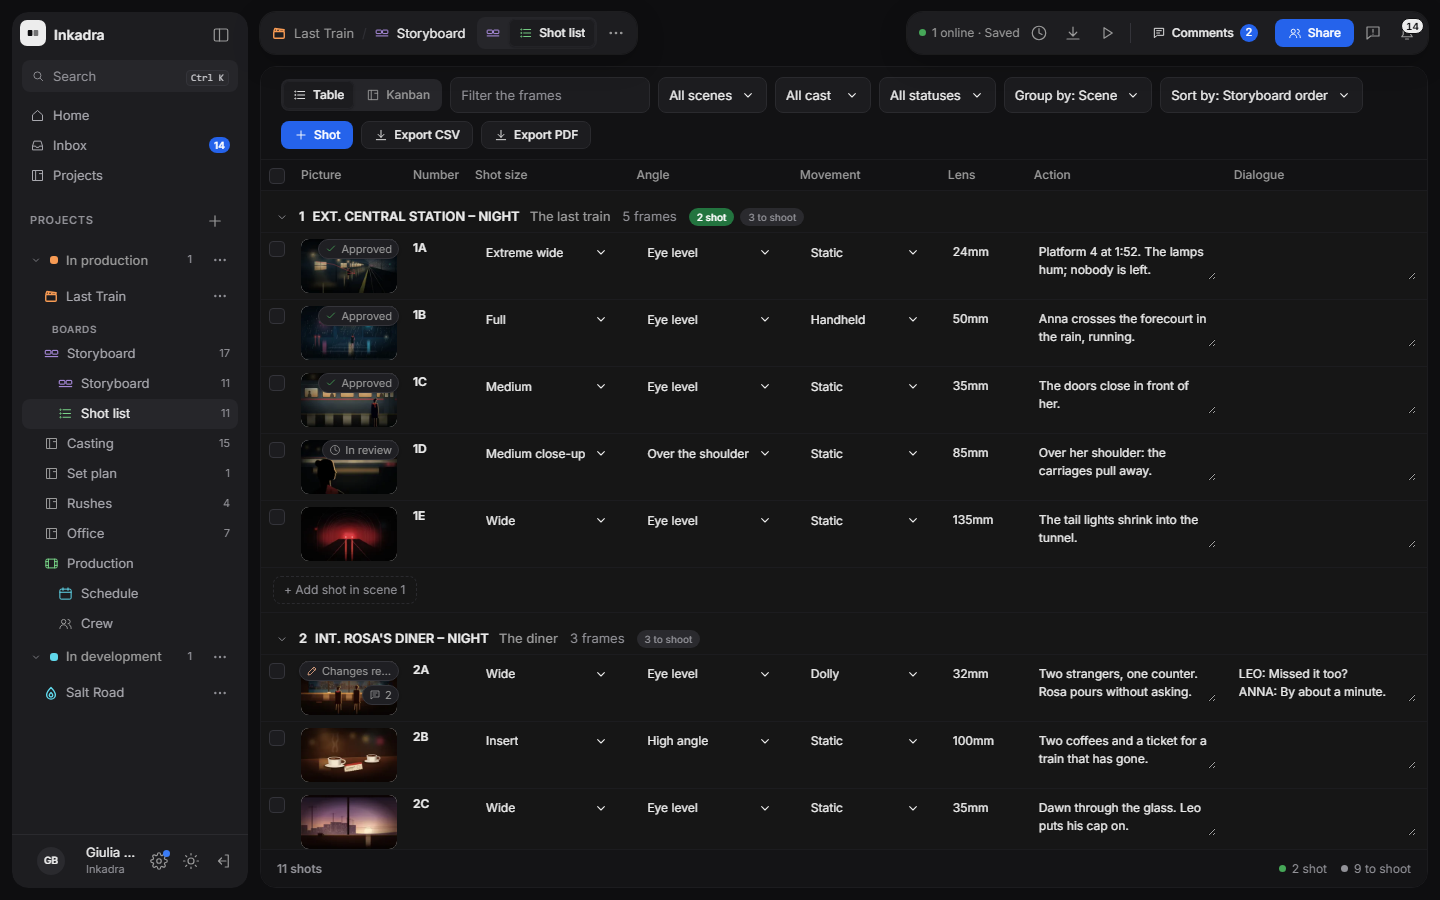 Inkadra
Search Ctrl K
Home
Inbox 14
Projects
PROJECTS
In production 1
Last Train
BOARDS
Storyboard 17
Storyboard 11
Shot list 11
Casting 15
Set plan 1
Rushes 4
Office 7
Production
Schedule
Crew
In development 1
Salt Road
GB
Giulia ...
Inkadra
Last Train / Storyboard Shot list
1 online · Saved Comments 2 Share 14
Table Kanban Filter the frames All scenes All cast All statuses Group by: Scene Sort by: Storyboard order
+ Shot Export CSV Export PDF
Picture Number Shot size Angle Movement Lens Action Dialogue
1 EXT. CENTRAL STATION – NIGHT The last train 5 frames 2 shot 3 to shoot
Approved 1A Extreme wide Eye level Static 24mm Platform 4 at 1:52. The lamps
hum; nobody is left.
Approved 1B Full Eye level Handheld 50mm Anna crosses the forecourt in
the rain, running.
Approved 1C Medium Eye level Static 35mm The doors close in front of
her.
In review 1D Medium close-up Over the shoulder Static 85mm Over her shoulder: the
carriages pull away.
1E Wide Eye level Static 135mm The tail lights shrink into the
tunnel.
+ Add shot in scene 1
2 INT. ROSA'S DINER – NIGHT The diner 3 frames 3 to shoot
Changes re... 2A Wide Eye level Dolly 32mm Two strangers, one counter. LEO: Missed it too?
2 Rosa pours without asking. ANNA: By about a minute.
2B Insert High angle Static 100mm Two coffees and a ticket for a
train that has gone.
2C Wide Eye level Static 35mm Dawn through the glass. Leo
puts his cap on.
11 shots 2 shot 9 to shoot